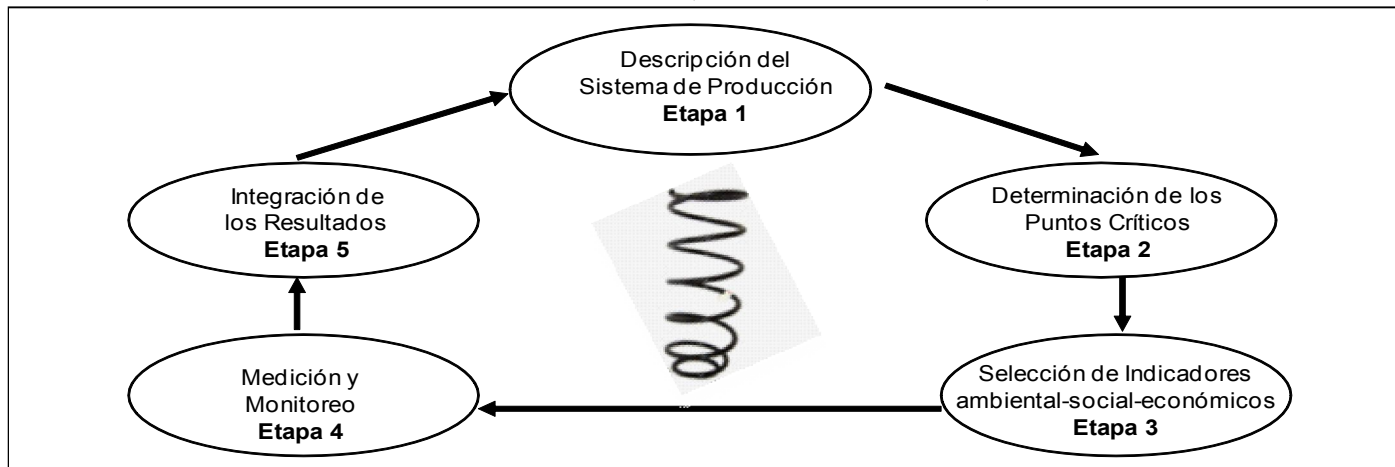 Descripción del
Sistema de Producción
Etapa 1
Determinación de los
Puntos Críticos
Etapa 2
Selección de Indicadores
ambiental-social-económicos
Etapa 3
Medición y
Monitoreo
Etapa 4
Integración de
los Resultados
Etapa 5